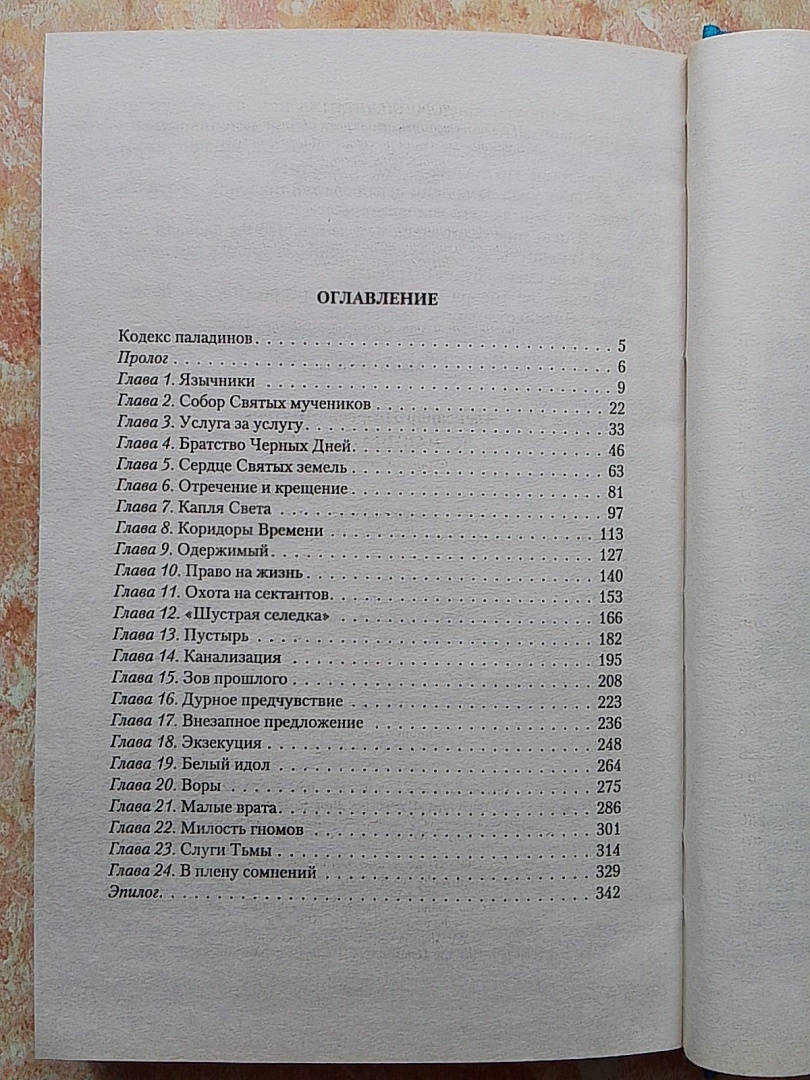 ОГЛАВЛЕНИЕ
Кодекс паладинов. . . . . . . . . . . . . . . . . . . . . . . . . . . . . . . 5
Пролог . . . . . . . . . . . . . . . . . . . . . . . . . . . . . . . 6
Глава 1. Язычники . . . . . . . . . . . . . . . . . . . . . . . . . . . . . . . 9
Глава 2. Собор Святых мучеников . . . . . . . . . . . . . . . . . . . . 22
Глава 3. Услуга за услугу. . . . . . . . . . . . . . . . . . . . . . . . . 33
Глава 4. Братство Черных Дней. . . . . . . . . . . . . . . . . . . . . 46
Глава 5. Сердце Святых земель . . . . . . . . . . . . . . . . . . . . . 63
Глава 6. Отречение и крещение . . . . . . . . . . . . . . . . . . . . . 81
Глава 7. Капля Света . . . . . . . . . . . . . . . . . . . . . . . . . . . 97
Глава 8. Коридоры Времени . . . . . . . . . . . . . . . . . . . . . . . 113
Глава 9. Одержимый. . . . . . . . . . . . . . . . . . . . . . . . . . . 127
Глава 10. Право на жизнь . . . . . . . . . . . . . . . . . . . . . . . . 140
Глава 11. Охота на сектантов. . . . . . . . . . . . . . . . . . . . . . 153
Глава 12. «Шустрая селедка» . . . . . . . . . . . . . . . . . . . . . . 166
Глава 13. Пустырь . . . . . . . . . . . . . . . . . . . . . . . . . . . . 182
Глава 14. Канализация . . . . . . . . . . . . . . . . . . . . . . . . . . 195
Глава 15. Зов прошлого . . . . . . . . . . . . . . . . . . . . . . . . . 208
Глава 16. Дурное предчувствие . . . . . . . . . . . . . . . . . . . . . 223
Глава 17. Внезапное предложение . . . . . . . . . . . . . . . . . . . 236
Глава 18. Экзекуция . . . . . . . . . . . . . . . . . . . . . . . . . . . 248
Глава 19. Белый идол . . . . . . . . . . . . . . . . . . . . . . . . . . 264
Глава 20. Воры . . . . . . . . . . . . . . . . . . . . . . . . . . . . . . 275
Глава 21. Малые врата. . . . . . . . . . . . . . . . . . . . . . . . . . 286
Глава 22. Милость гномов . . . . . . . . . . . . . . . . . . . . . . . . 301
Глава 23. Слуги Тьмы . . . . . . . . . . . . . . . . . . . . . . . . . . 314
Глава 24. В плену сомнений . . . . . . . . . . . . . . . . . . . . . . . 329
Эпилог. . . . . . . . . . . . . . . . . . . . . . . . . . . . . . . . . . 342